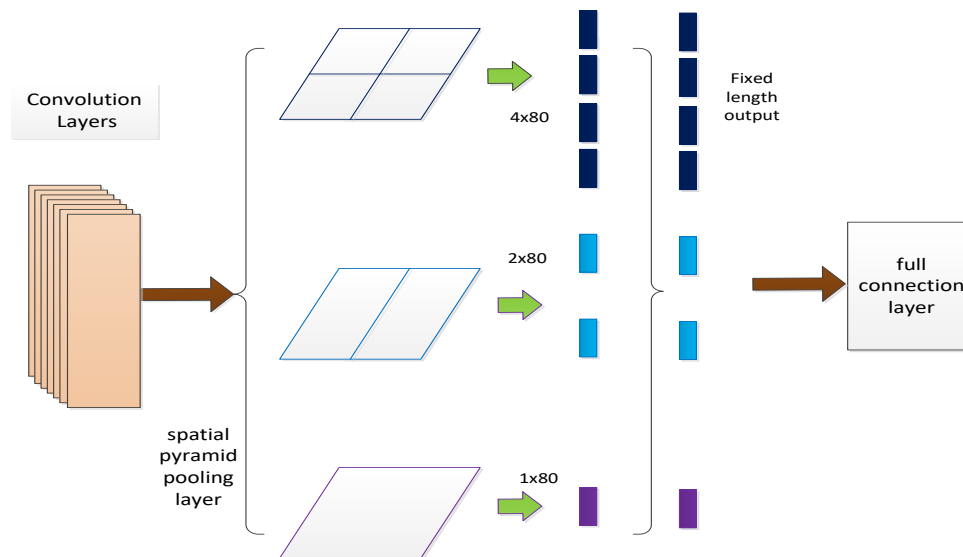 Convolution
Layers
spatial
pyramid
pooling
layer
4x80
2x80
1x80
Fixed
length
output
full
connection
layer